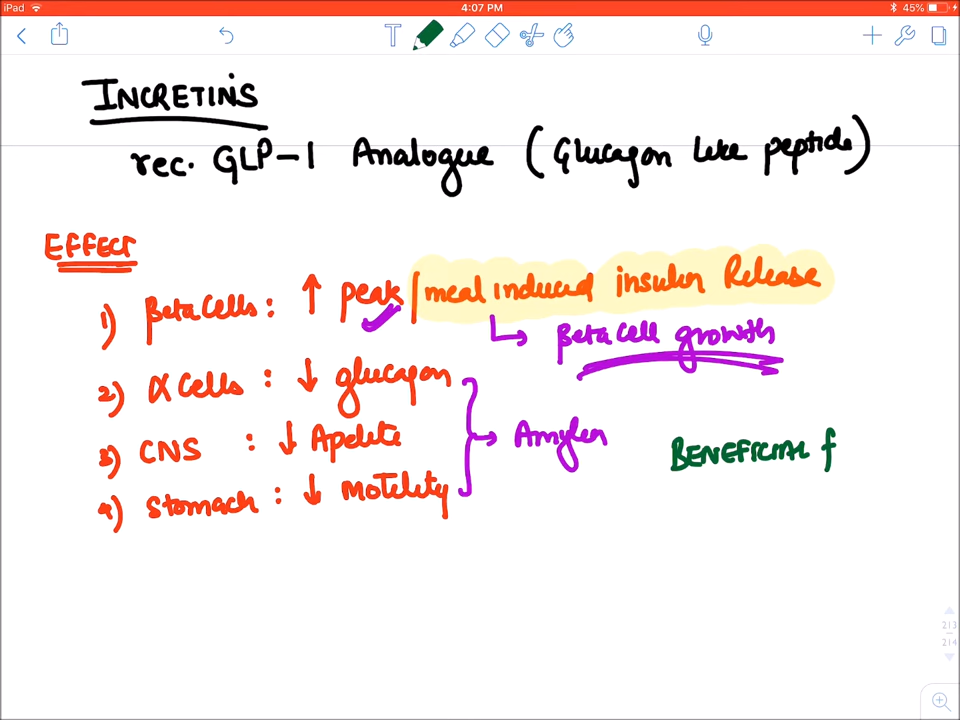 iPad 4:07 PM 45%
T
INCRETINS
rec. GLP-1 Analogue (Glucagon like peptide)
EFFECT
1) Beta Cells : ↑ peak / meal induced insulin Release
↳ Beta cell growth
2) α Cells : ↓ glucagon
3) CNS : ↓ Apetite
→ Amylin
4) Stomach : ↓ Motility
BENEFICIAL f
213
214